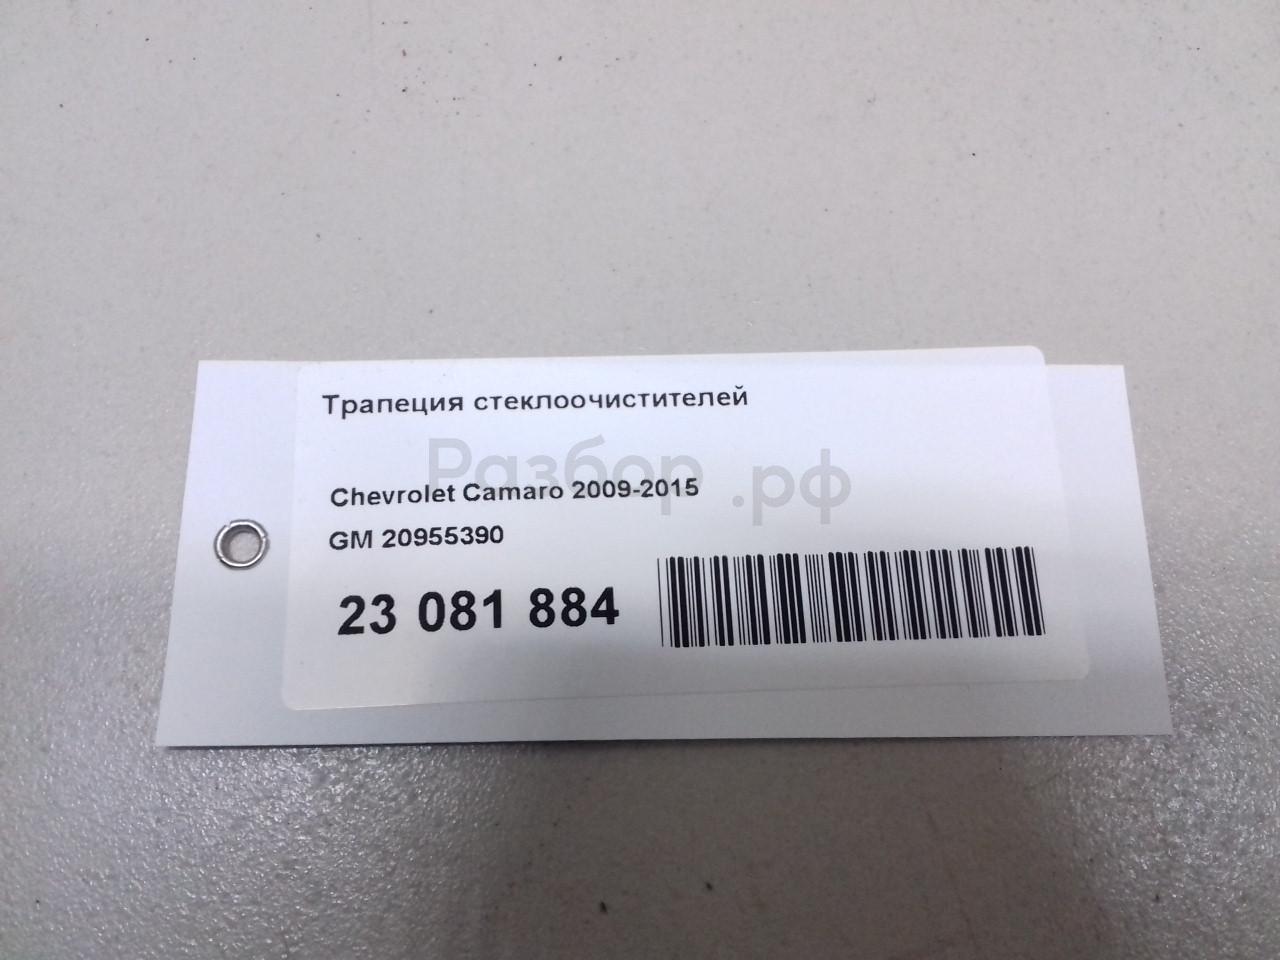 Трапеция стеклоочистителей
Разбор.рф
Chevrolet Camaro 2009-2015
GM 20955390
23 081 884